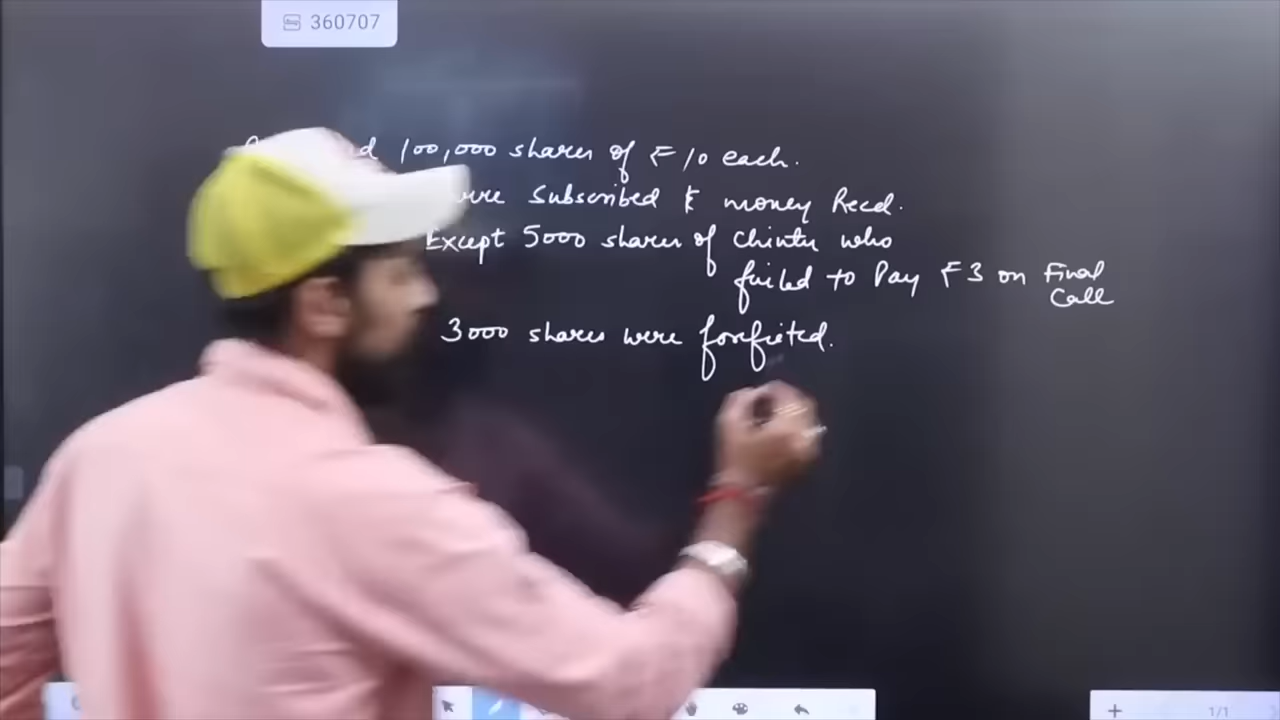 360707
100,000 shares of ₹10 each.
were subscribed & money Recd.
Except 5000 shares of Chintu who
failed to Pay ₹3 on Final
Call
3000 shares were forfieted.
1/1